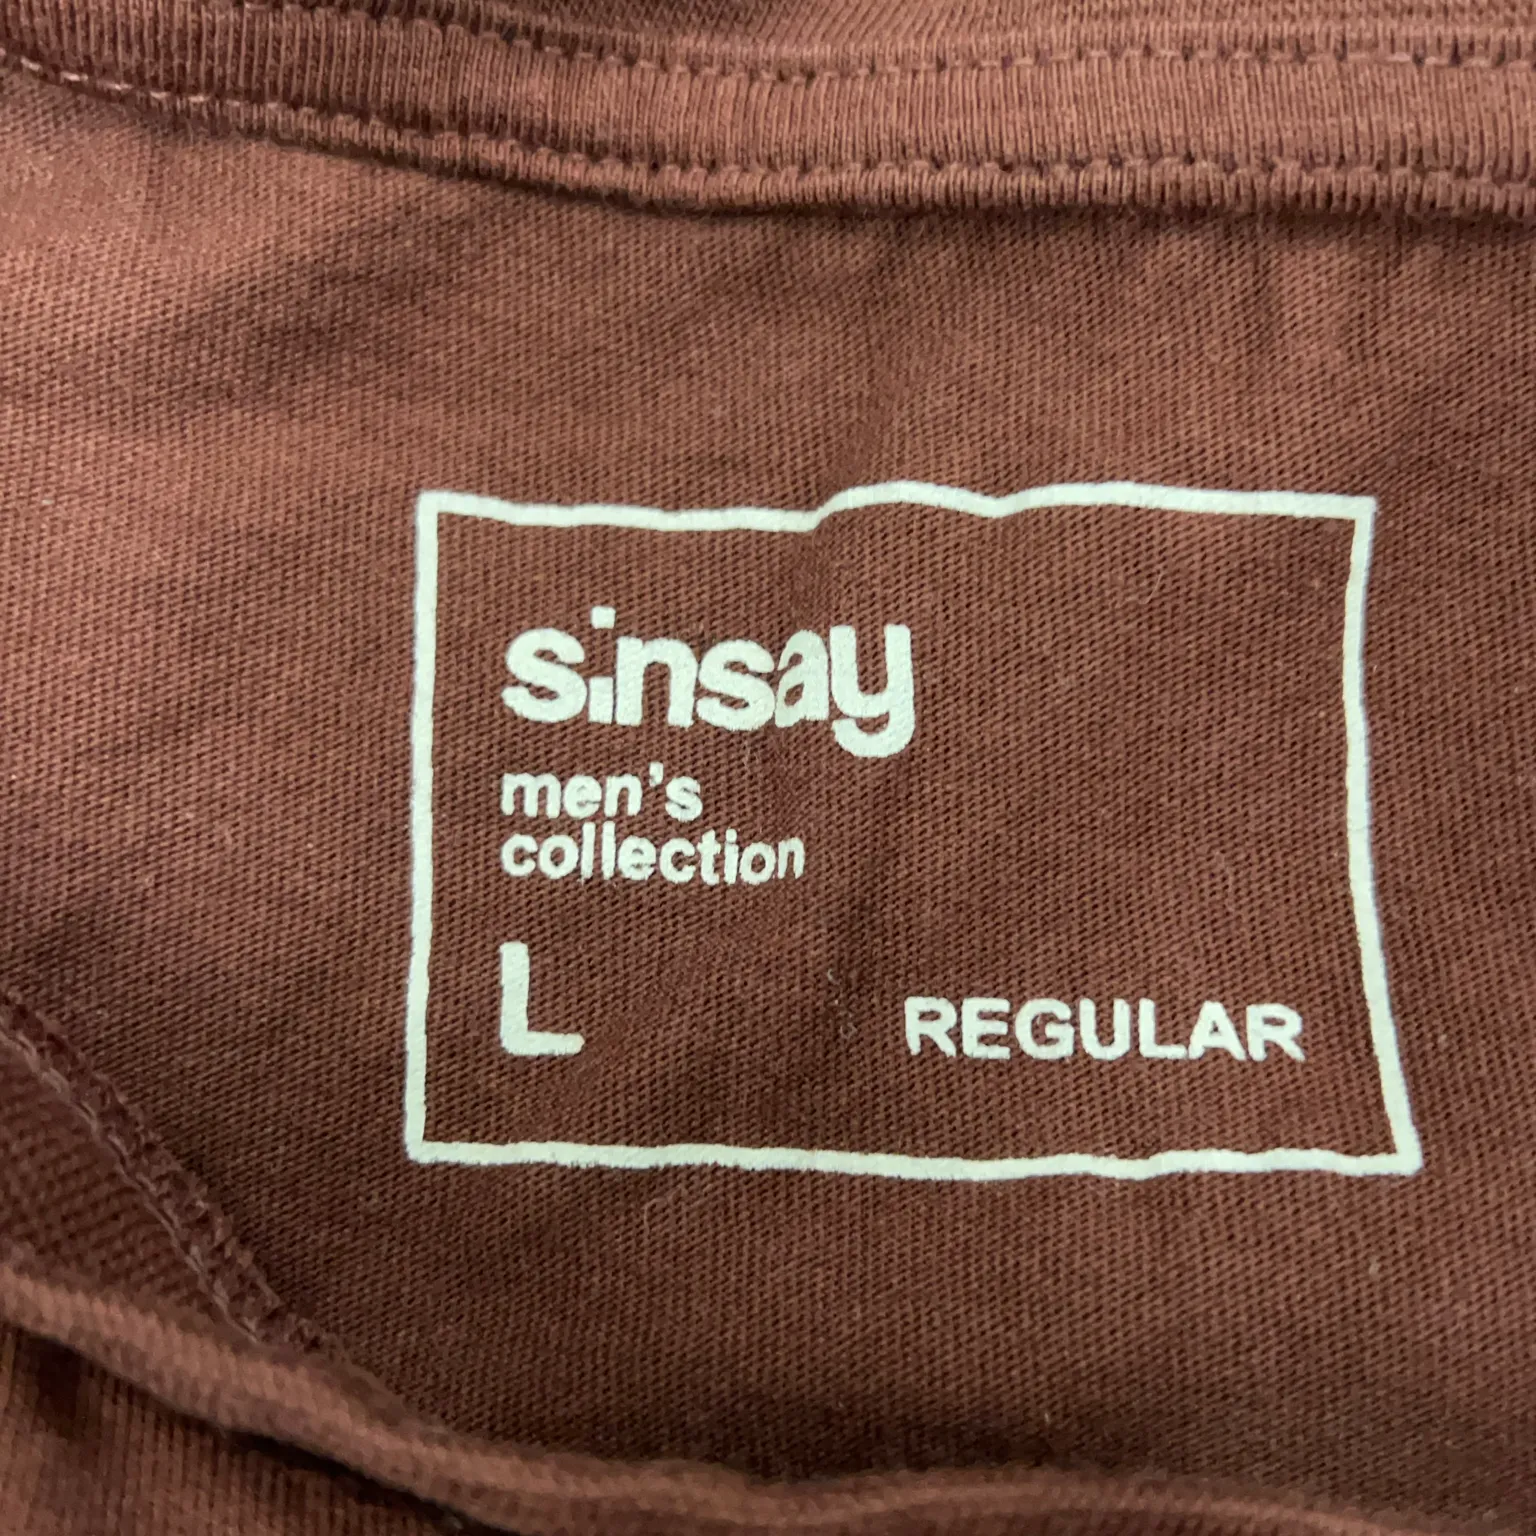 sinsay
men's
collection
L
REGULAR